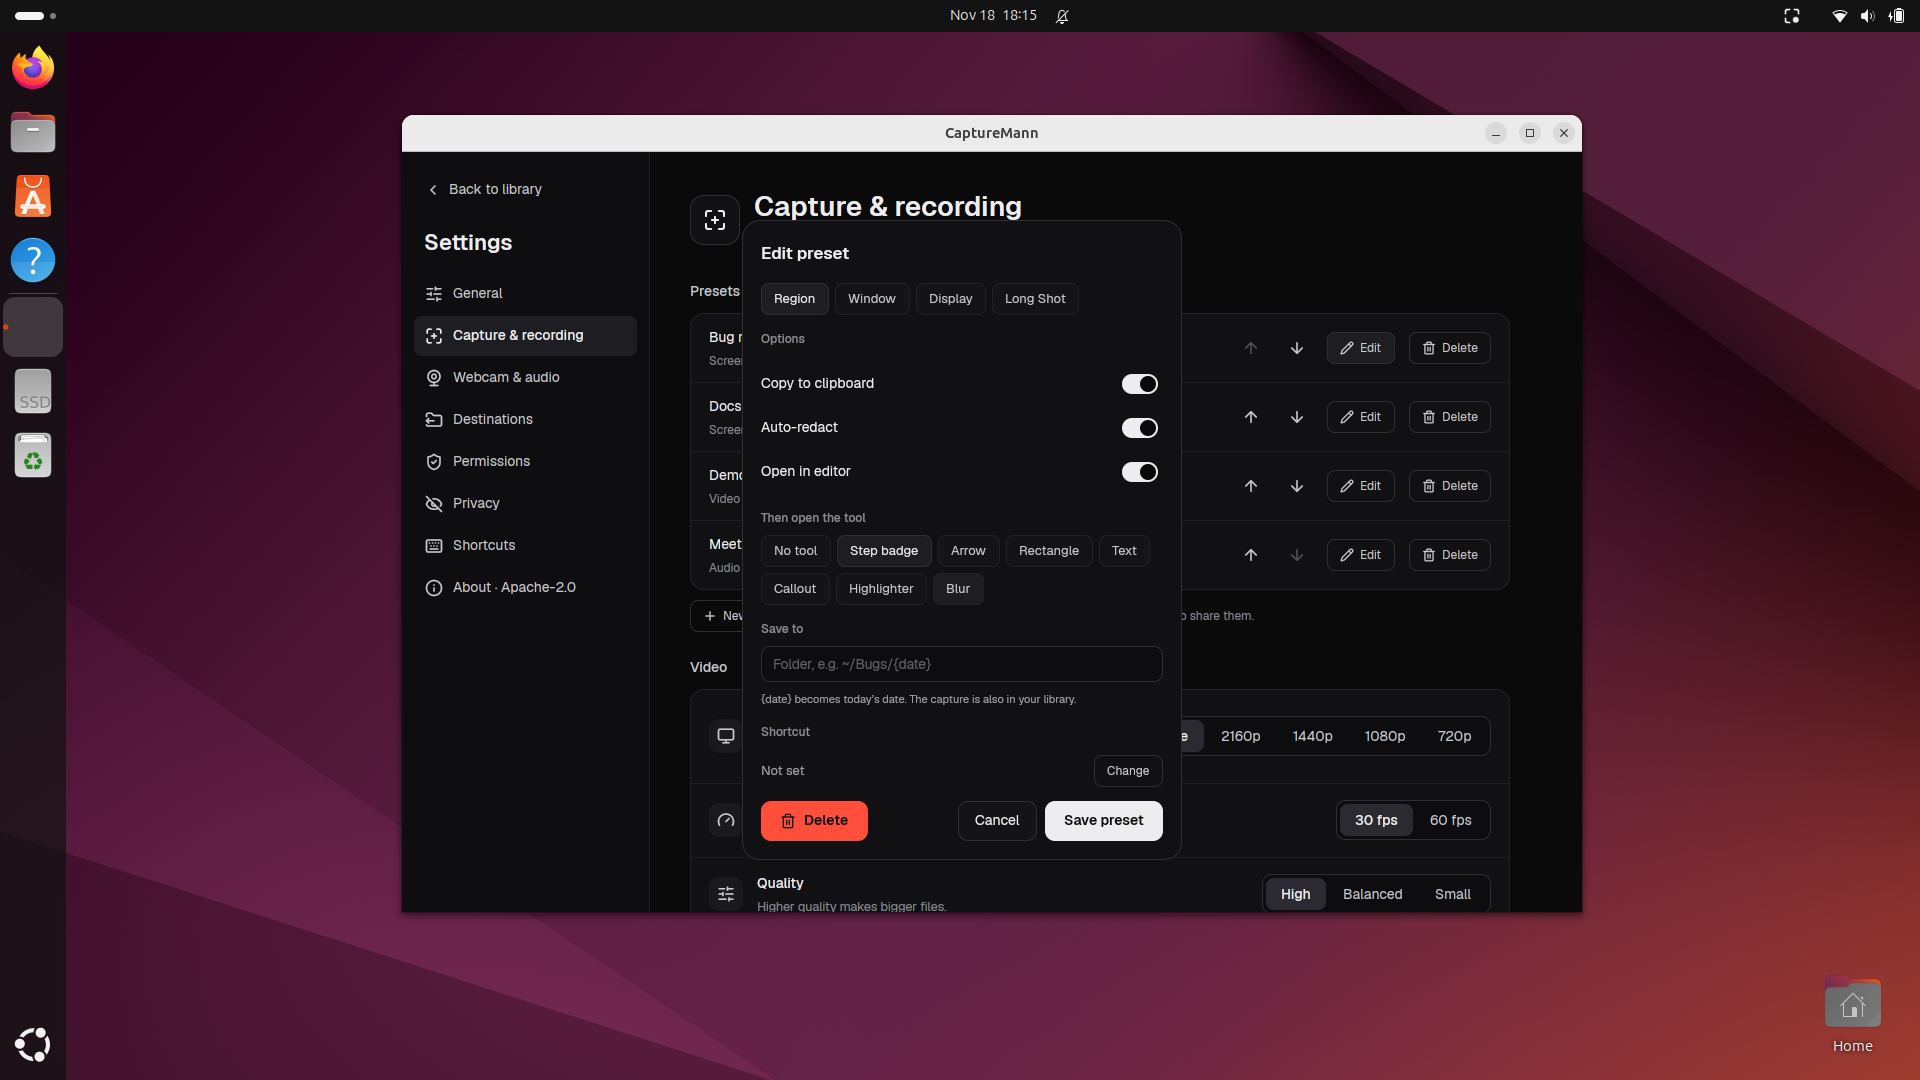 Nov 18 18:15
CaptureMann
Back to library
Settings
General
Capture & recording
Webcam & audio
Destinations
Permissions
Privacy
Shortcuts
About · Apache-2.0
Capture & recording
Presets
Bug
Edit
Delete
Docs
Edit
Delete
Video
Edit
Delete
Audio
Edit
Delete
share them.
Video
2160p
1440p
1080p
720p
30 fps
60 fps
Quality
Higher quality makes bigger files.
High
Balanced
Small
Edit preset
Region
Window
Display
Long Shot
Options
Copy to clipboard
Auto-redact
Open in editor
Then open the tool
No tool
Step badge
Arrow
Rectangle
Text
Callout
Highlighter
Blur
Save to
Folder, e.g. ~/Bugs/{date}
{date} becomes today's date. The capture is also in your library.
Shortcut
Not set
Change
Delete
Cancel
Save preset
SSD
Home